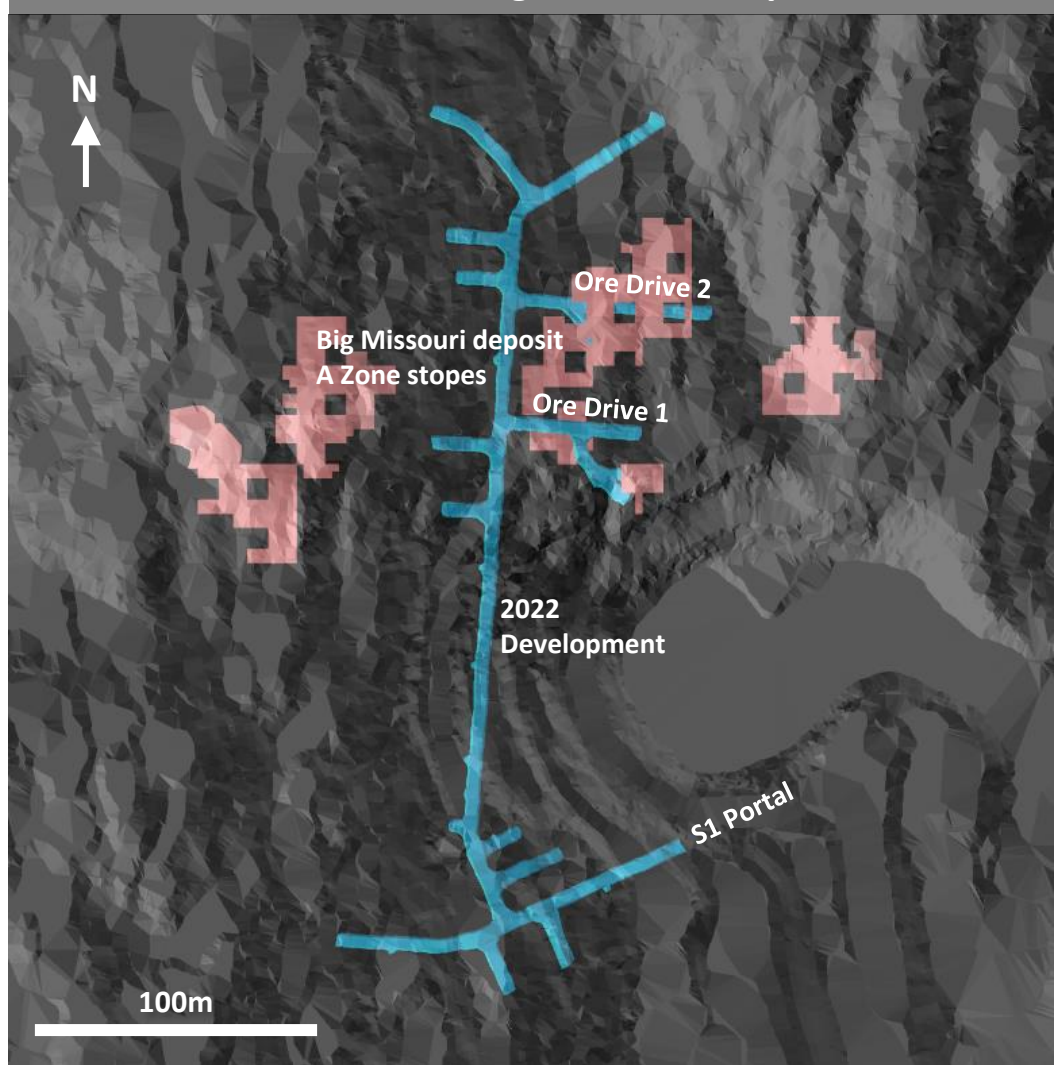 N
Ore Drive 2
Big Missouri deposit
A Zone stopes
Ore Drive 1
2022
Development
S1 Portal
100m